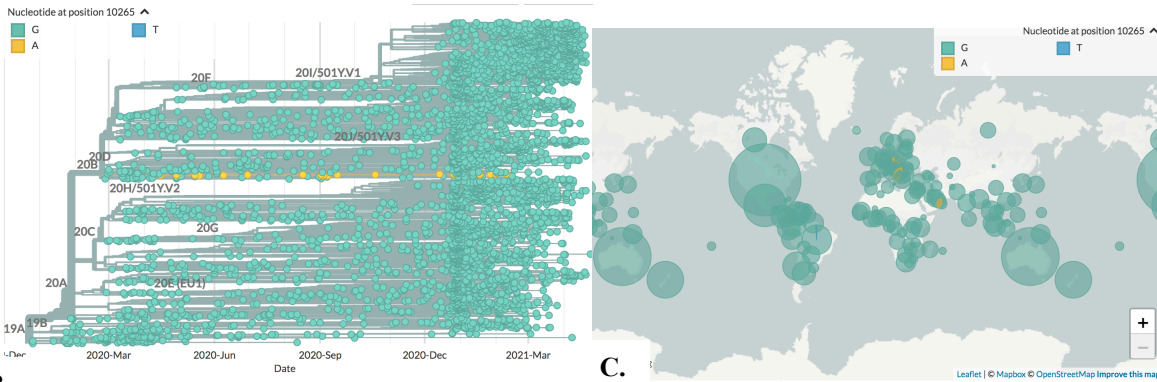 Nucleotide at position 10265
G
T
A
20F
20I/501Y.V1
20J/501Y.V3
20D
20B
20H/501Y.V2
20C
20G
20A
20E (EU1)
19B
19A
-Dec
2020-Mar
2020-Jun
2020-Sep
2020-Dec
2021-Mar
Date
Nucleotide at position 10265
G
T
A
+
−
C.
Leaflet | © Mapbox © OpenStreetMap Improve this map